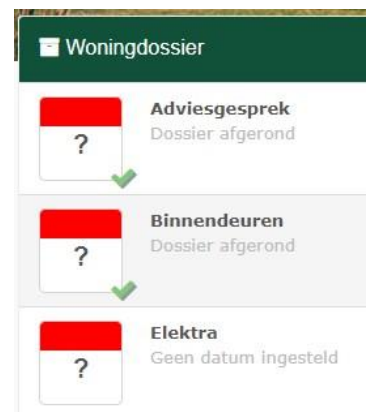 Woningdossier
Adviesgesprek
Dossier afgerond
?
Binnendeuren
Dossier afgerond
?
Elektra
Geen datum ingesteld
?